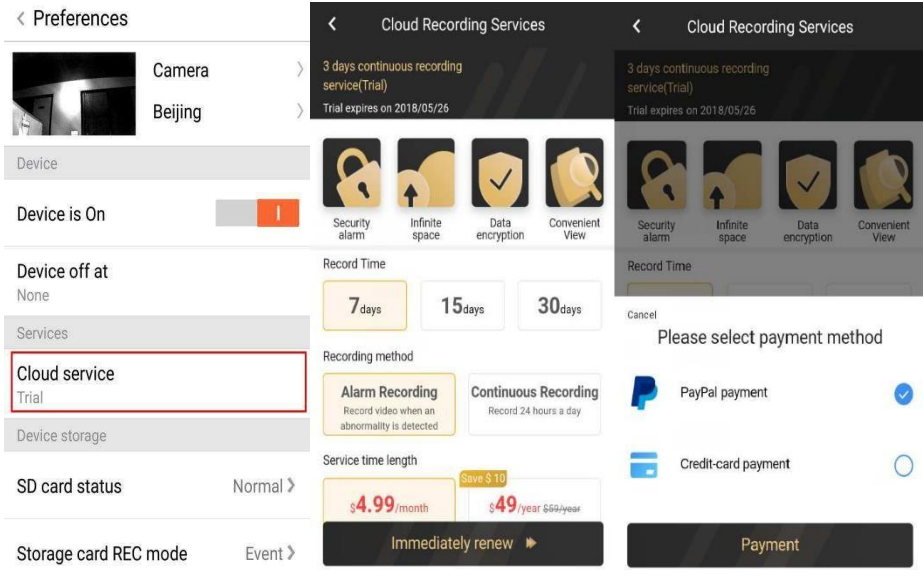 Preferences
Camera
Beijing
Device
Device is On
Device off at
None
Services
Cloud service
Trial
Device storage
SD card status Normal
Storage card REC mode Event
Cloud Recording Services
3 days continuous recording
service(Trial)
Trial expires on 2018/05/26
Security
alarm
Infinite
space
Data
encryption
Convenient
View
Record Time
7days 15days 30days
Recording method
Alarm Recording
Record video when an
abnormality is detected
Continuous Recording
Record 24 hours a day
Service time length
Save $ 10
$4.99/month
$49/year $59/year
Immediately renew
Cloud Recording Services
3 days continuous recording
service(Trial)
Trial expires on 2018/05/26
Security
alarm
Infinite
space
Data
encryption
Convenient
View
Record Time
Cancel
Please select payment method
PayPal payment
Credit-card payment
Payment